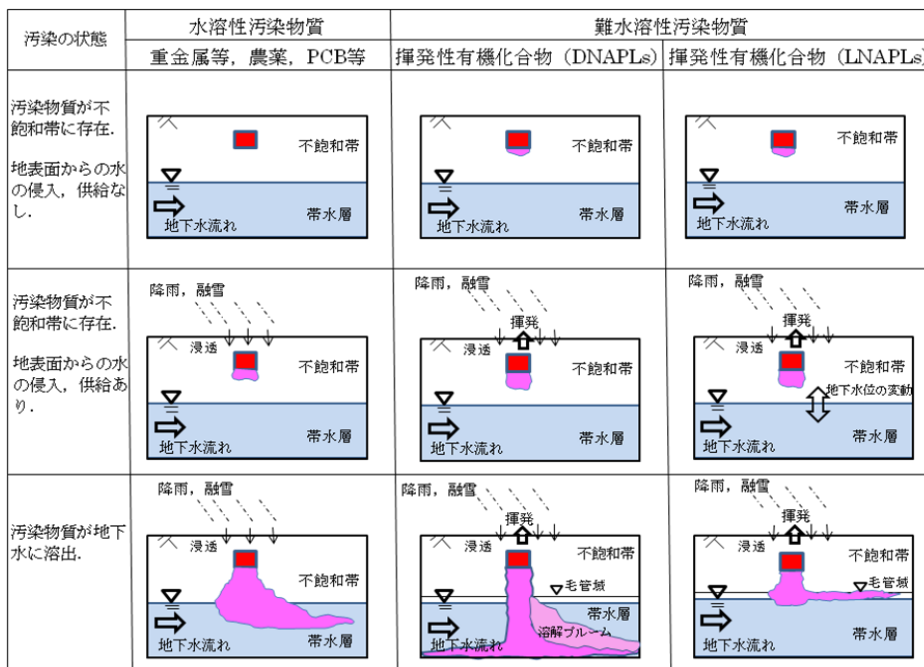 汚染の状態
水溶性汚染物質
難水溶性汚染物質
重金属等，農薬，PCB等
揮発性有機化合物（DNAPLs）
揮発性有機化合物（LNAPLs）
汚染物質が不
飽和帯に存在．
地表面からの水
の侵入，供給な
し．
不飽和帯
帯水層
地下水流れ
不飽和帯
帯水層
地下水流れ
不飽和帯
帯水層
地下水流れ
汚染物質が不
飽和帯に存在．
地表面からの水
の侵入，供給あ
り．
降雨，融雪
浸透
不飽和帯
帯水層
地下水流れ
降雨，融雪
揮発
浸透
不飽和帯
帯水層
地下水流れ
降雨，融雪
揮発
浸透
不飽和帯
地下水位の変動
帯水層
地下水流れ
汚染物質が地下
水に溶出．
降雨，融雪
浸透
不飽和帯
地下水流れ
帯水層
降雨，融雪
揮発
浸透
不飽和帯
毛管域
帯水層
溶解プルーム
地下水流れ
降雨，融雪
揮発
浸透
不飽和帯
毛管域
地下水流れ
帯水層